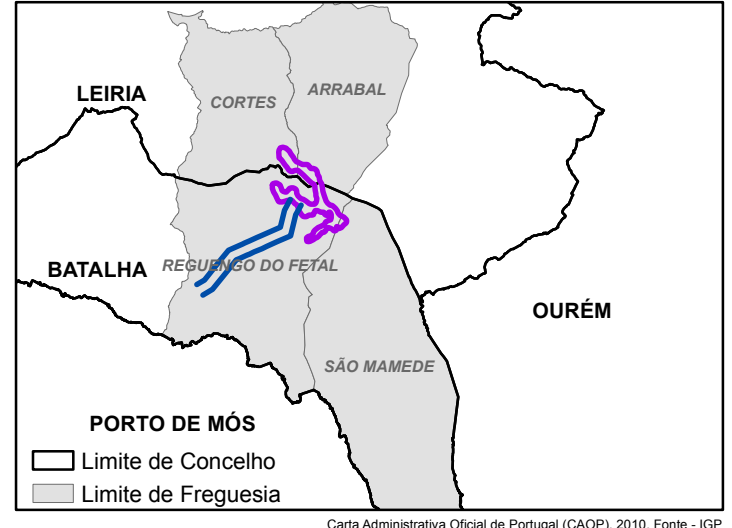 ARRABAL
LEIRIA
CORTES
BATALHA
REGUENGO DO FETAL
OURÉM
SÃO MAMEDE
PORTO DE MÓS
Limite de Concelho
Limite de Freguesia
Carta Administrativa Oficial de Portugal (CAOP), 2010. Fonte - IGP